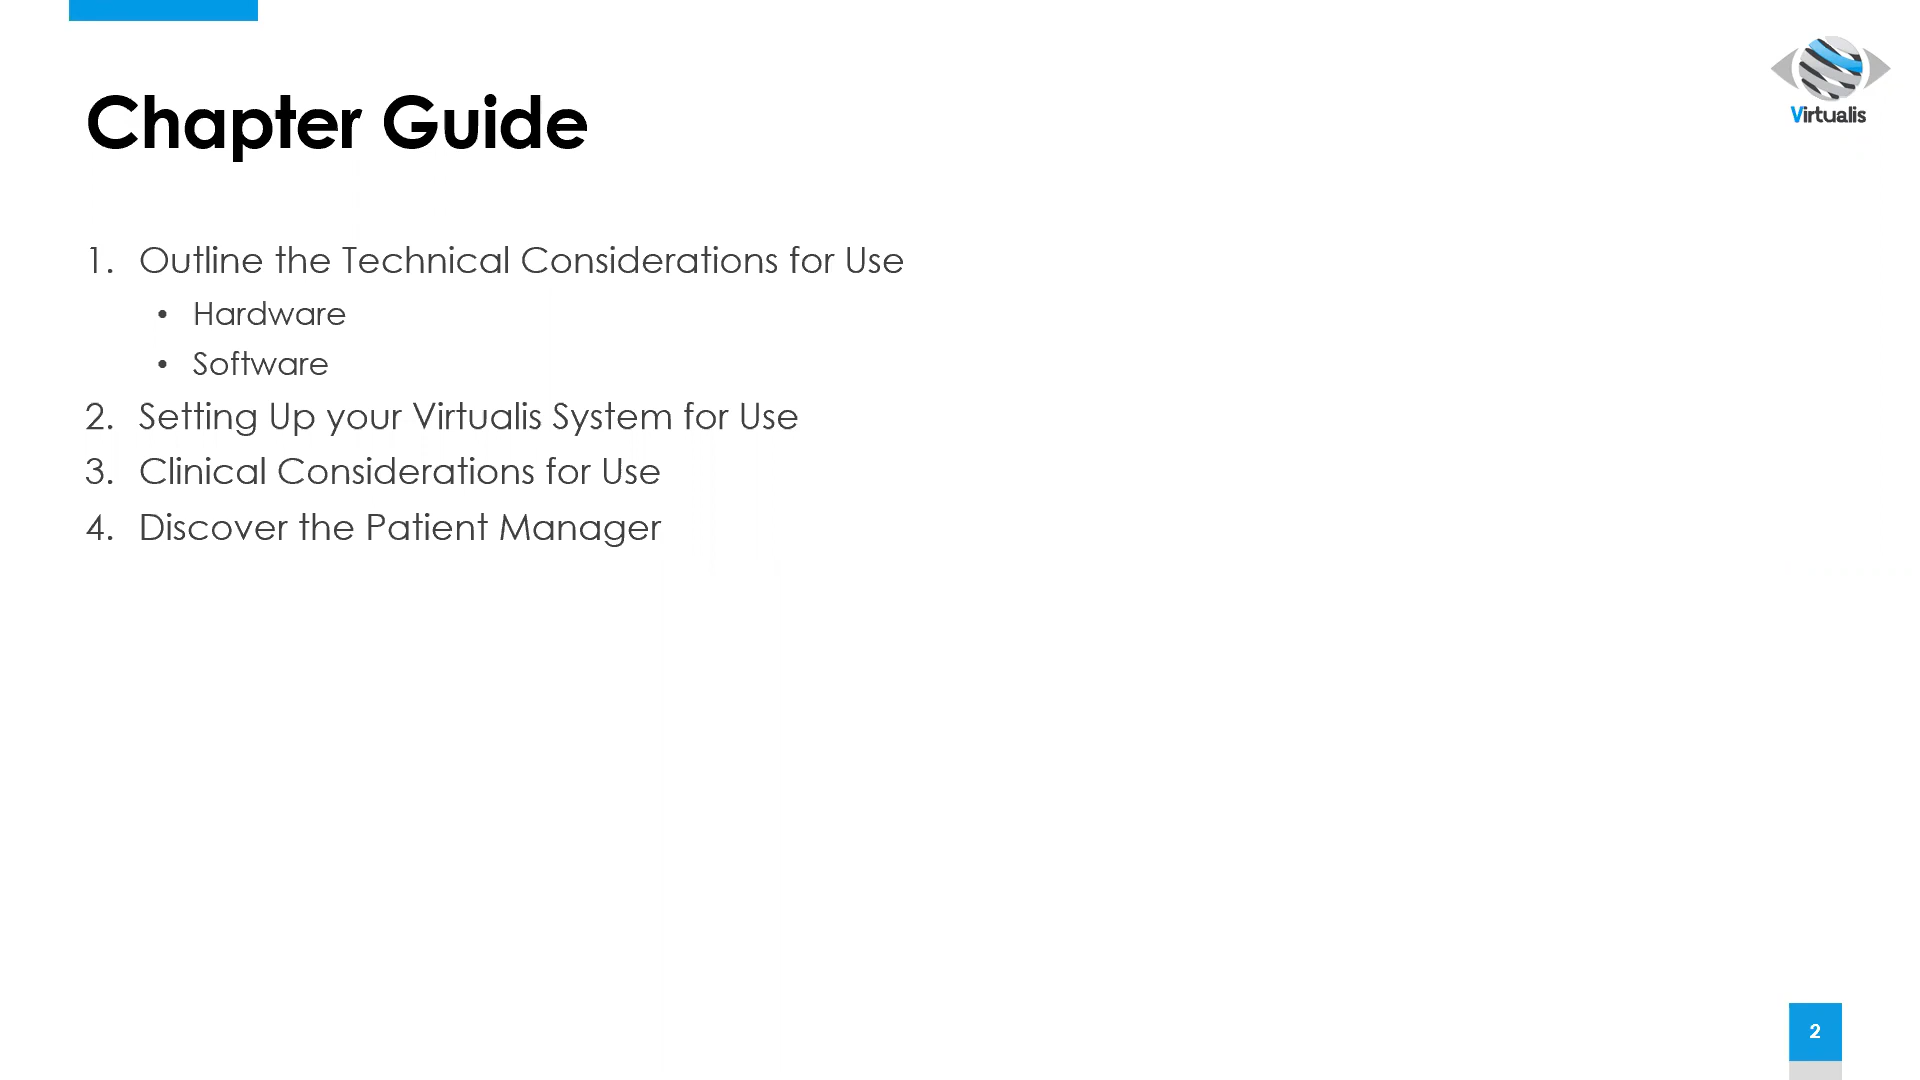 Virtualis
Chapter Guide
1. Outline the Technical Considerations for Use
• Hardware
• Software
2. Setting Up your Virtualis System for Use
3. Clinical Considerations for Use
4. Discover the Patient Manager
2